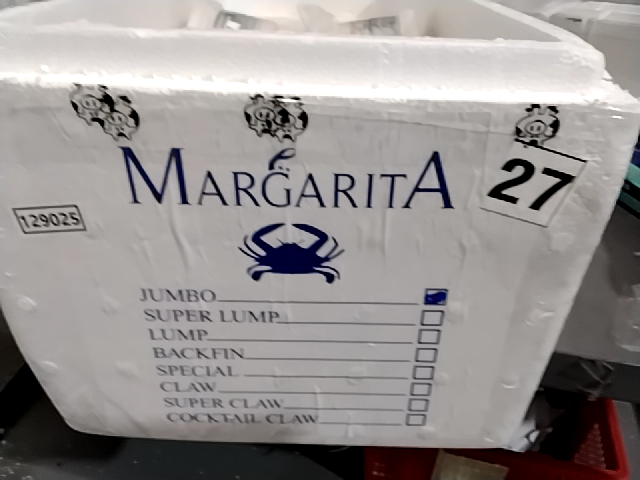 MARGARITA
27
129025
JUMBO
SUPER LUMP
LUMP
BACKFIN
SPECIAL
CLAW
SUPER CLAW
COCKTAIL CLAW